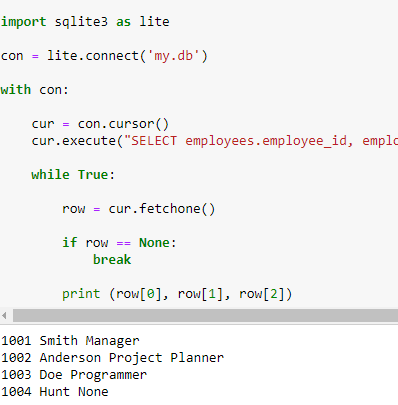 import sqlite3 as lite
con = lite.connect('my.db')
with con:
    cur = con.cursor()
    cur.execute("SELECT employees.employee_id,
    while True:
        row = cur.fetchone()
        if row == None:
            break
        print (row[0], row[1], row[2])
1001 Smith Manager
1002 Anderson Project Planner
1003 Doe Programmer
1004 Hunt None